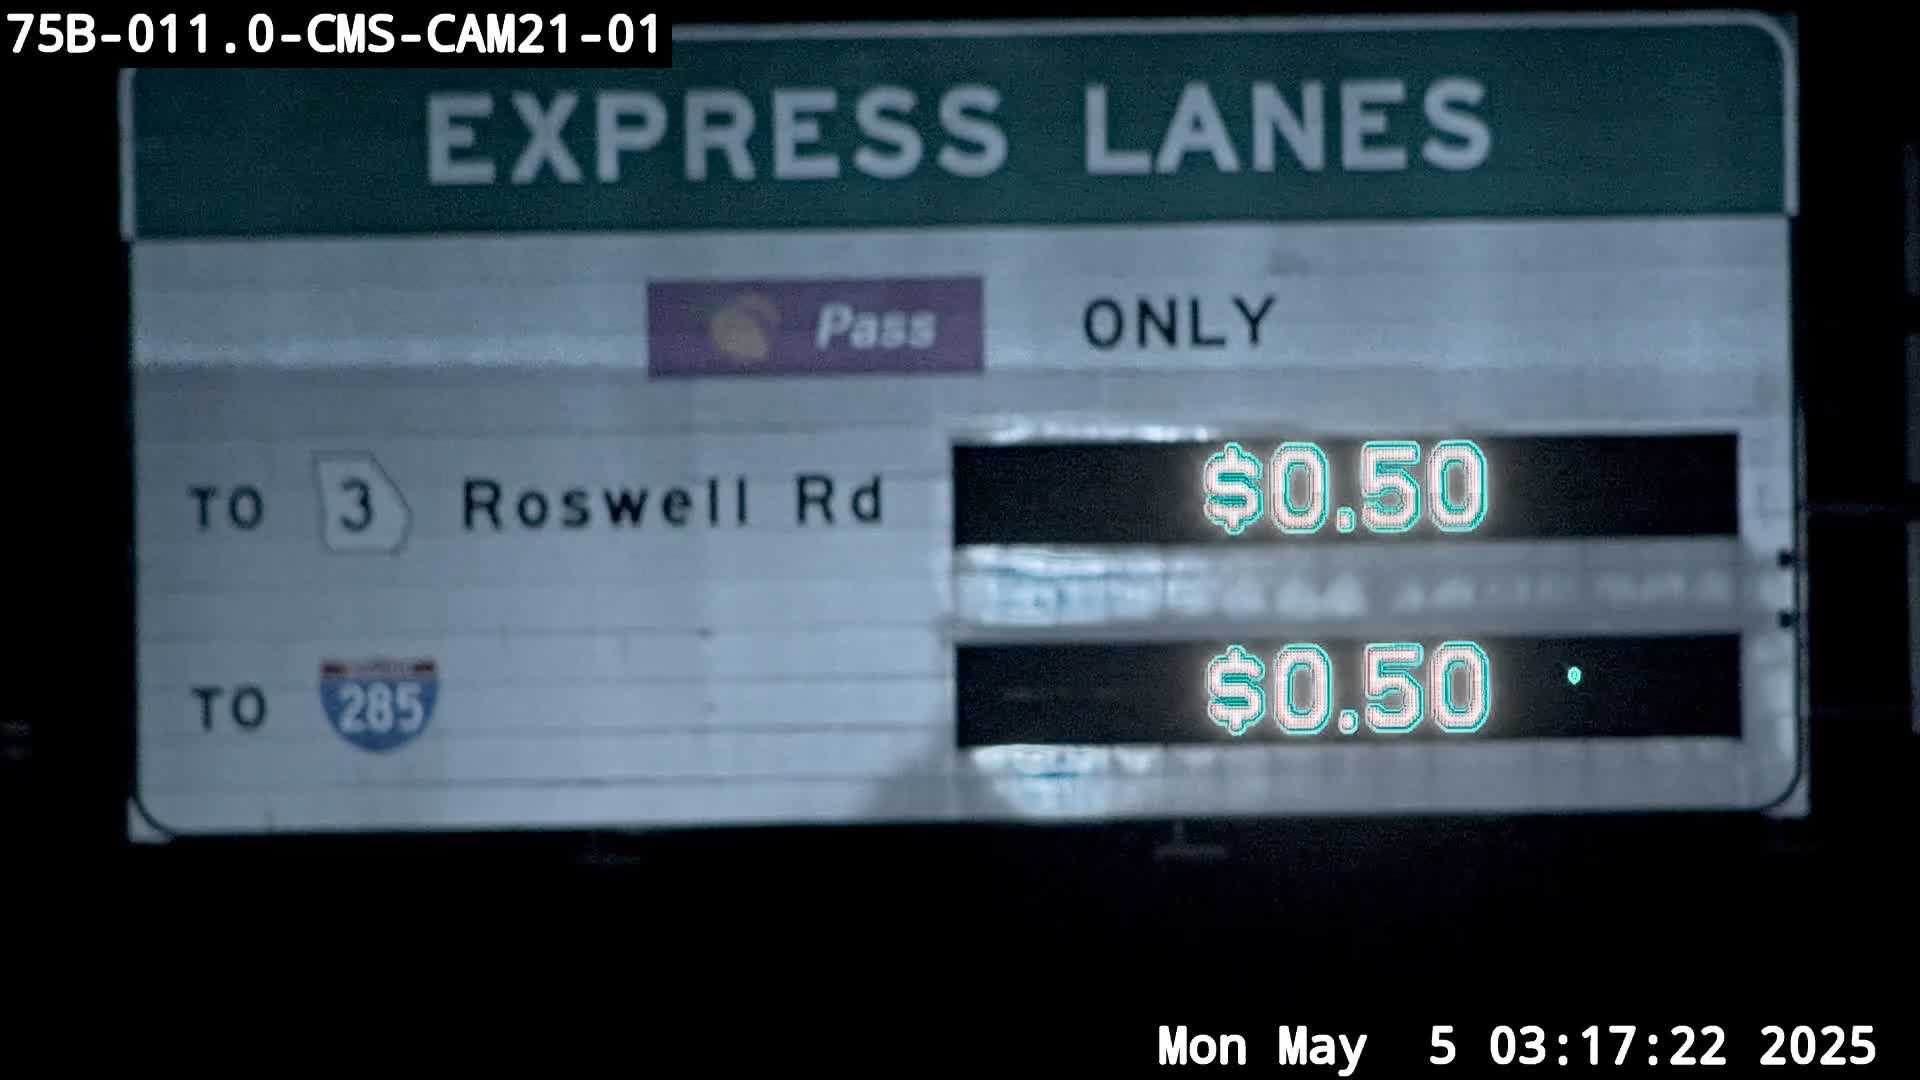 75B-011.0-CMS-CAM21-01
EXPRESS LANES
Pass ONLY
TO 3 Roswell Rd $0.50
TO 285 $0.50
Mon May 5 03:17:22 2025